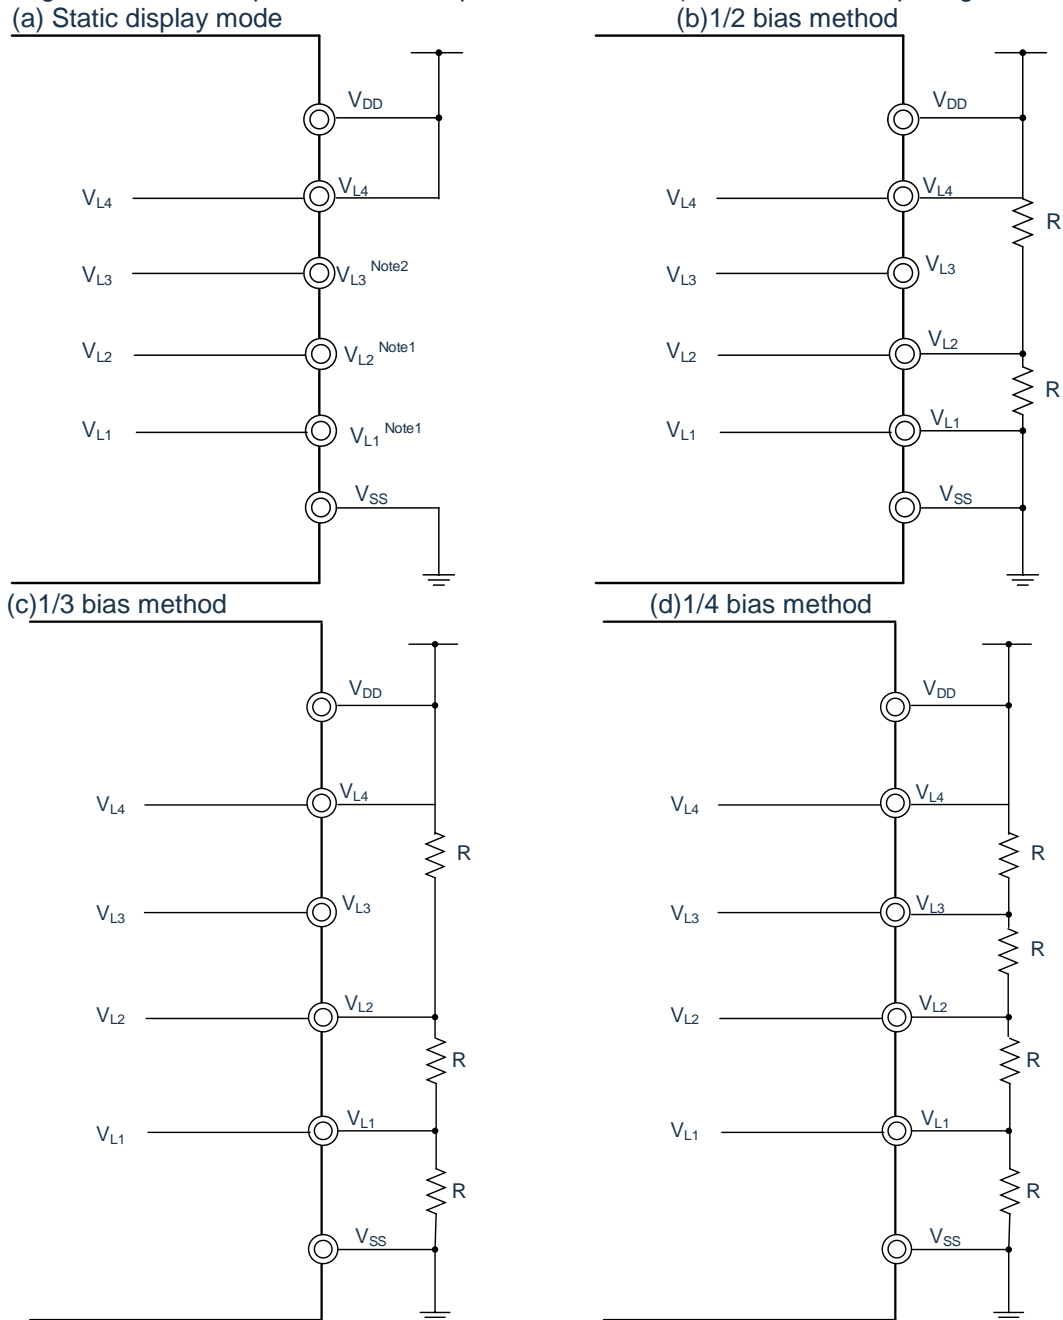 (a) Static display mode
VDD
VL4 VL4
VL3 VL3 Note2
VL2 VL2 Note1
VL1 VL1 Note1
VSS
(b)1/2 bias method
VDD
VL4 VL4
R
VL3 VL3
VL2 VL2
R
VL1 VL1
VSS
(c)1/3 bias method
VDD
VL4 VL4
R
VL3 VL3
VL2 VL2
R
VL1 VL1
R
VSS
(d)1/4 bias method
VDD
VL4 VL4
R
VL3 VL3
R
VL2 VL2
R
VL1 VL1
R
VSS